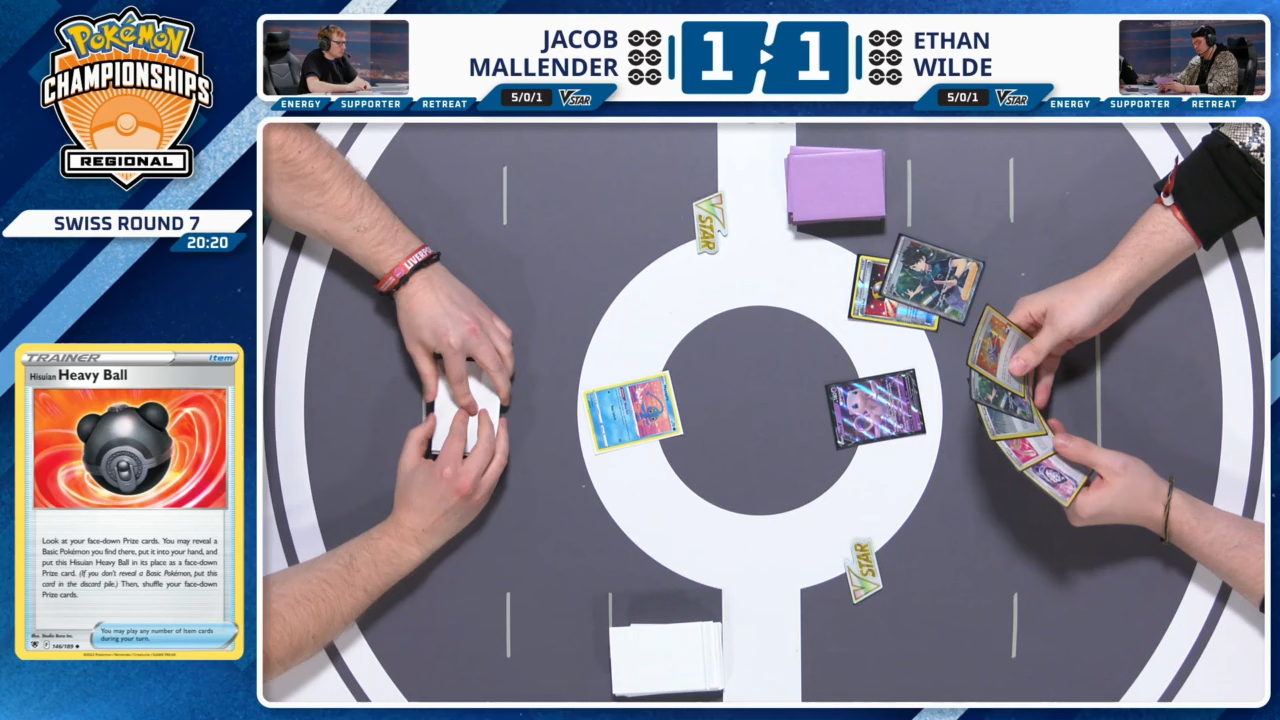 Pokémon
CHAMPIONSHIPS
REGIONAL
SWISS ROUND 7
20:20
JACOB
MALLENDER
1
1
ETHAN
WILDE
5/0/1
VSTAR
5/0/1
VSTAR
ENERGY
SUPPORTER
RETREAT
ENERGY
SUPPORTER
RETREAT
TRAINER
Item
Hisuian Heavy Ball
Look at your face-down Prize cards. You may reveal a
Basic Pokémon you find there, put it into your hand, and
put this Hisuian Heavy Ball in its place as a face-down
Prize card. (If you don't reveal a Basic Pokémon, put this
card in the discard pile.) Then, shuffle your face-down
Prize cards.
You may play any number of Item cards
during your turn.
146/189
VSTAR
VSTAR
LIVERPO